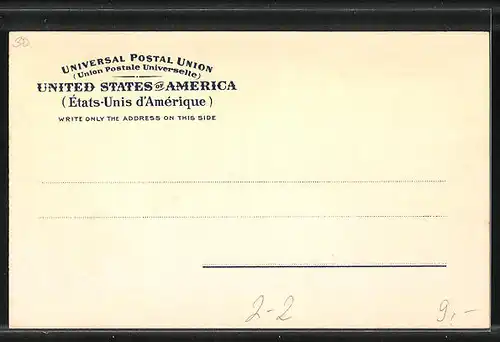 50
UNIVERSAL POSTAL UNION
(Union Postale Universelle)
UNITED STATES OF AMERICA
(États-Unis d'Amérique)
WRITE ONLY THE ADDRESS ON THIS SIDE
2-2 9,-